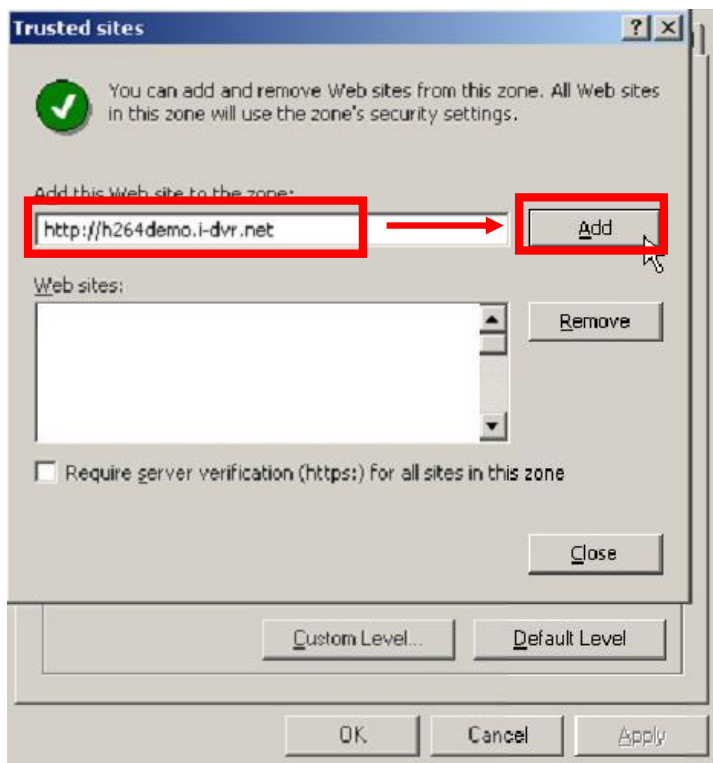 Trusted sites
You can add and remove Web sites from this zone. All Web sites
in this zone will use the zone's security settings.
Add this Web site to the zone:
http://h264demo.i-dvr.net
Add
Web sites:
Remove
Require server verification (https:) for all sites in this zone
Close
Custom Level...
Default Level
OK
Cancel
Apply